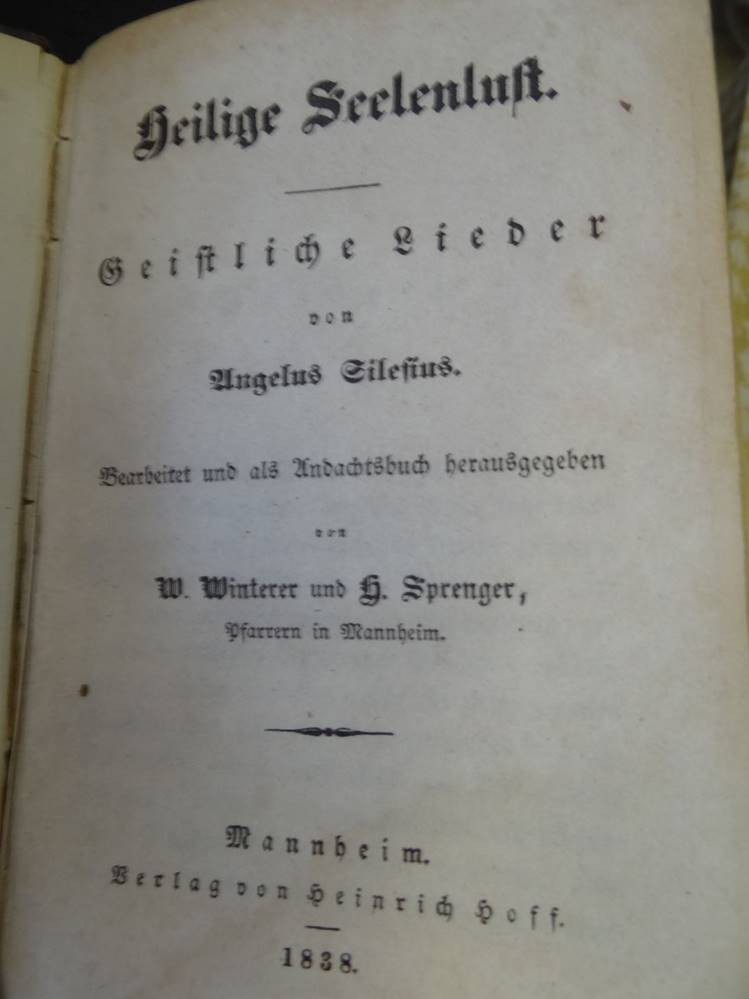 Heilige Seelenlust.
Geistliche Lieder
von
Angelus Silesius.
Bearbeitet und als Andachtsbuch herausgegeben
von
W. Winterer und H. Sprenger,
Pfarrern in Mannheim.
Mannheim.
Verlag von Heinrich Hoff.
1838.